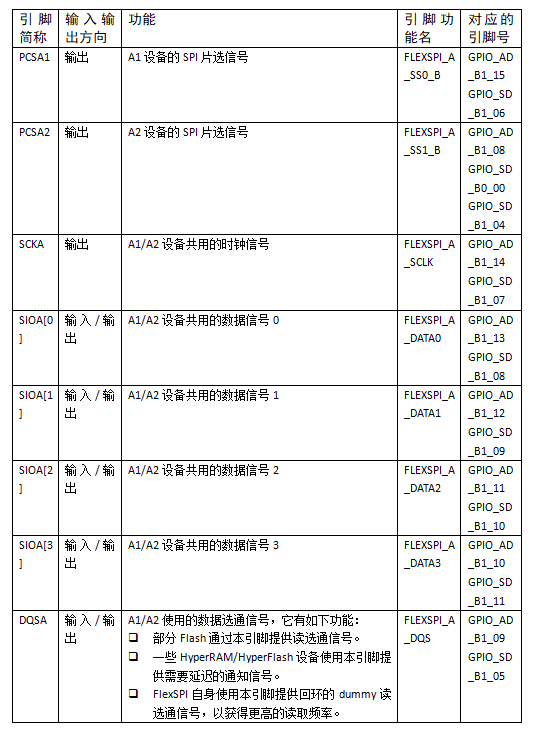 引脚简称 输入输出方向 功能 引脚功能名 对应的引脚号
PCSA1 输出 A1 设备的 SPI 片选信号 FLEXSPI_A_SS0_B GPIO_AD_B1_15
GPIO_SD_B1_06
PCSA2 输出 A2 设备的 SPI 片选信号 FLEXSPI_A_SS1_B GPIO_AD_B1_08
GPIO_SD_B0_00
GPIO_SD_B1_04
SCKA 输出 A1/A2 设备共用的时钟信号 FLEXSPI_A_SCLK GPIO_AD_B1_14
GPIO_SD_B1_07
SIOA[0] 输入/输出 A1/A2 设备共用的数据信号 0 FLEXSPI_A_DATA0 GPIO_AD_B1_13
GPIO_SD_B1_08
SIOA[1] 输入/输出 A1/A2 设备共用的数据信号 1 FLEXSPI_A_DATA1 GPIO_AD_B1_12
GPIO_SD_B1_09
SIOA[2] 输入/输出 A1/A2 设备共用的数据信号 2 FLEXSPI_A_DATA2 GPIO_AD_B1_11
GPIO_SD_B1_10
SIOA[3] 输入/输出 A1/A2 设备共用的数据信号 3 FLEXSPI_A_DATA3 GPIO_AD_B1_10
GPIO_SD_B1_11
DQSA 输入/输出 A1/A2 使用的数据选通信号，它有如下功能：
❑ 部分 Flash 通过本引脚提供读选通信号。
❑ 一些 HyperRAM/HyperFlash 设备使用本引脚提
供需要延迟的通知信号。
❑ FlexSPI 自身使用本引脚提供回环的 dummy 读
选通信号，以获得更高的读取频率。
FLEXSPI_A_DQS GPIO_AD_B1_09
GPIO_SD_B1_05